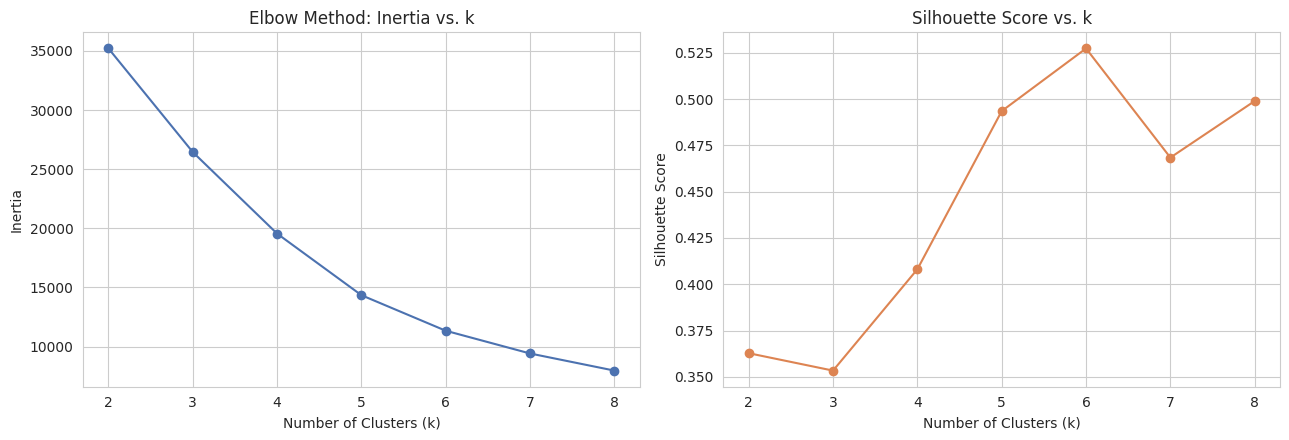 Elbow Method: Inertia vs. k
Inertia
35000
30000
25000
20000
15000
10000
2 3 4 5 6 7 8
Number of Clusters (k)
Silhouette Score vs. k
Silhouette Score
0.525
0.500
0.475
0.450
0.425
0.400
0.375
0.350
2 3 4 5 6 7 8
Number of Clusters (k)